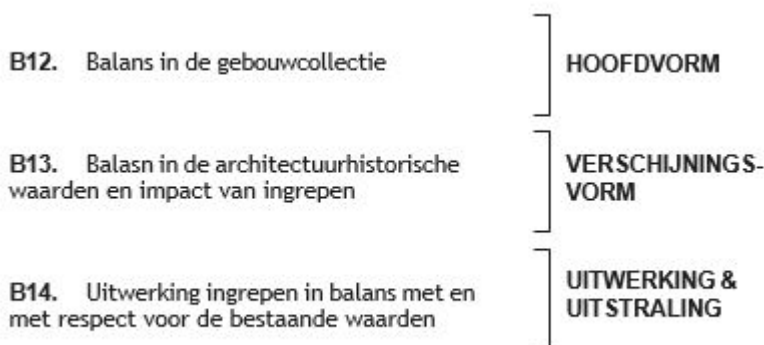 B12. Balans in de gebouwcollectie
HOOFDVORM
B13. Balasn in de architectuurhistorische
waarden en impact van ingrepen
VERSCHIJNINGS-
VORM
B14. Uitwerking ingrepen in balans met en
met respect voor de bestaande waarden
UITWERKING &
UITSTRALING